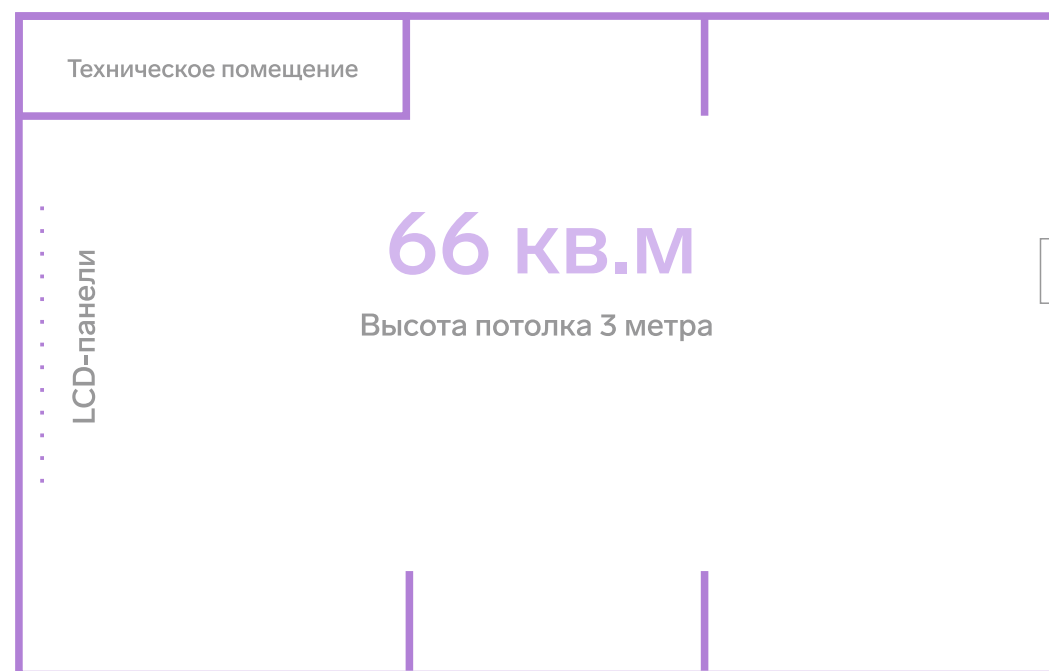 Техническое помещение
66 кв.м
Высота потолка 3 метра
LCD-панели